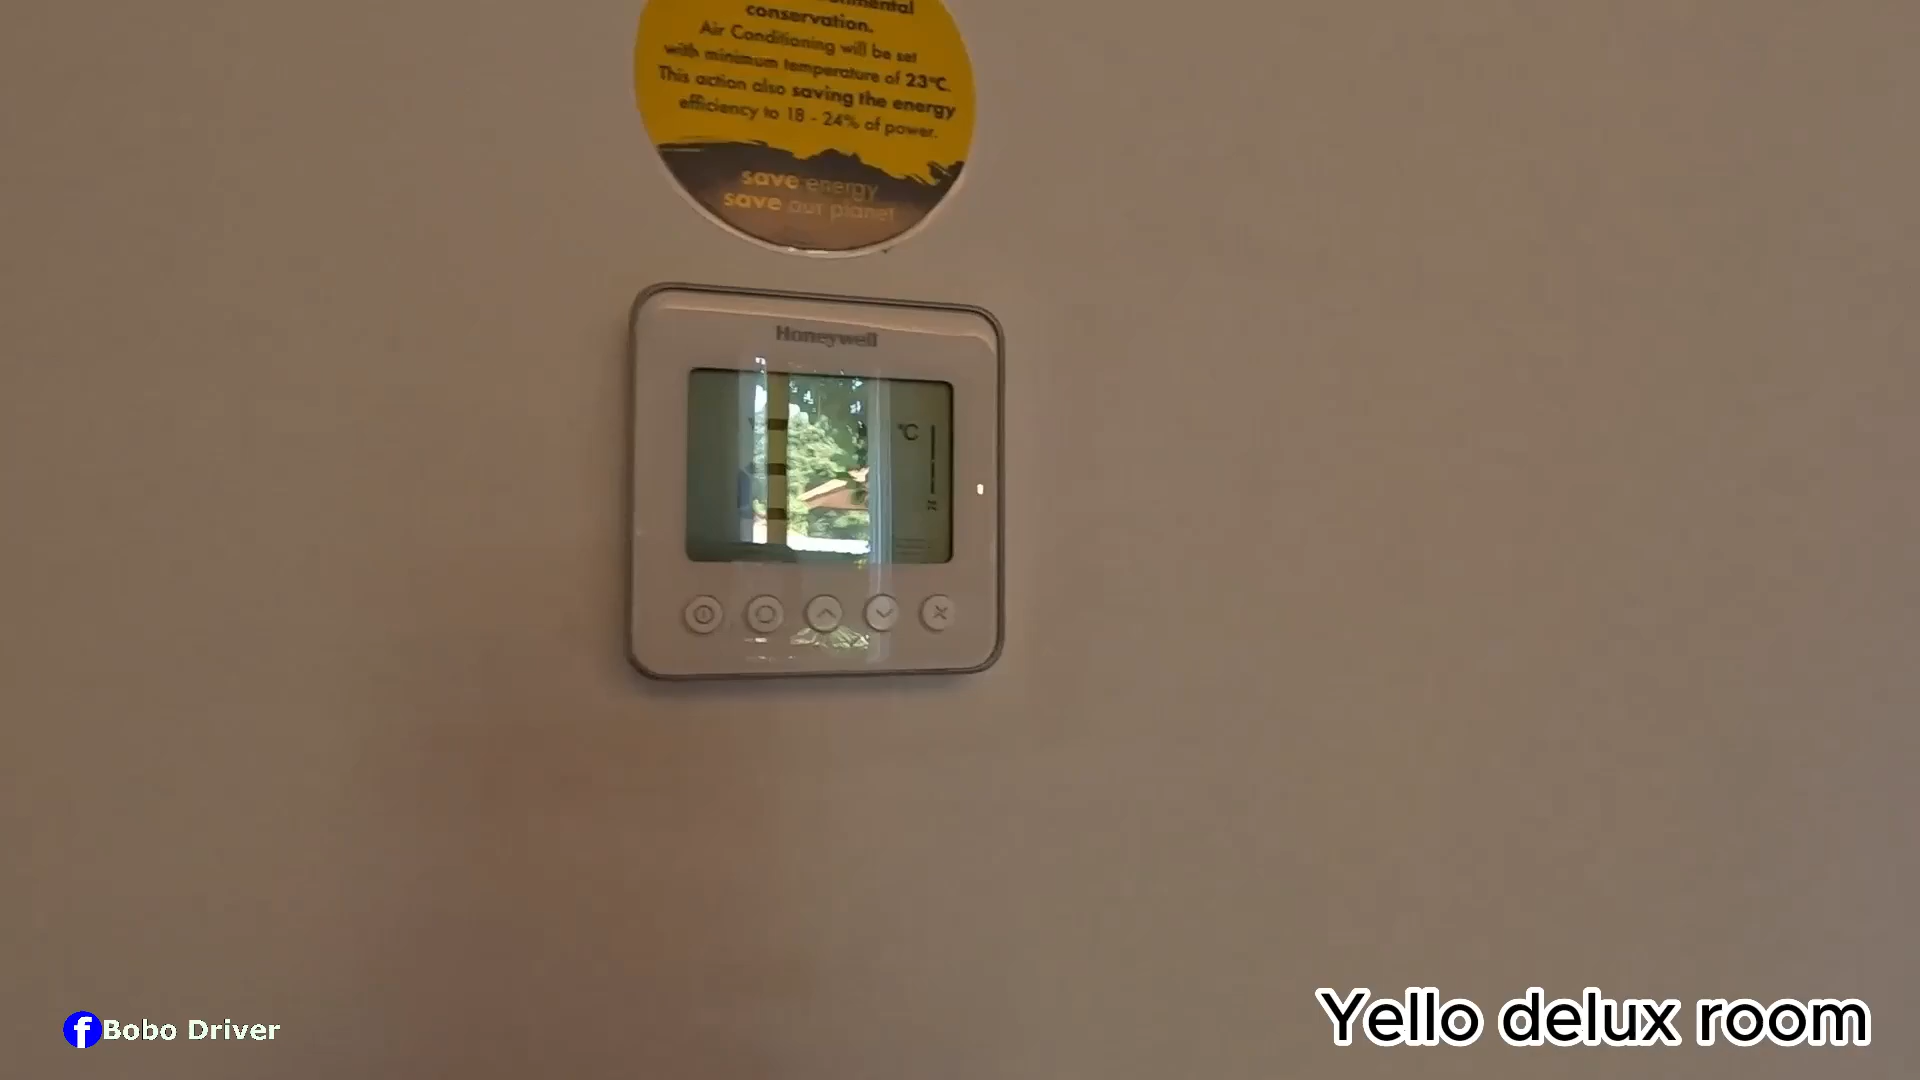 conservation.
Air Conditioning will be set
with minimum temperature of 23°C.
This action also saving the energy
efficiency to 18 - 24% of power.
save energy
save our planet
Honeywell
°C
Bobo Driver
Yello delux room